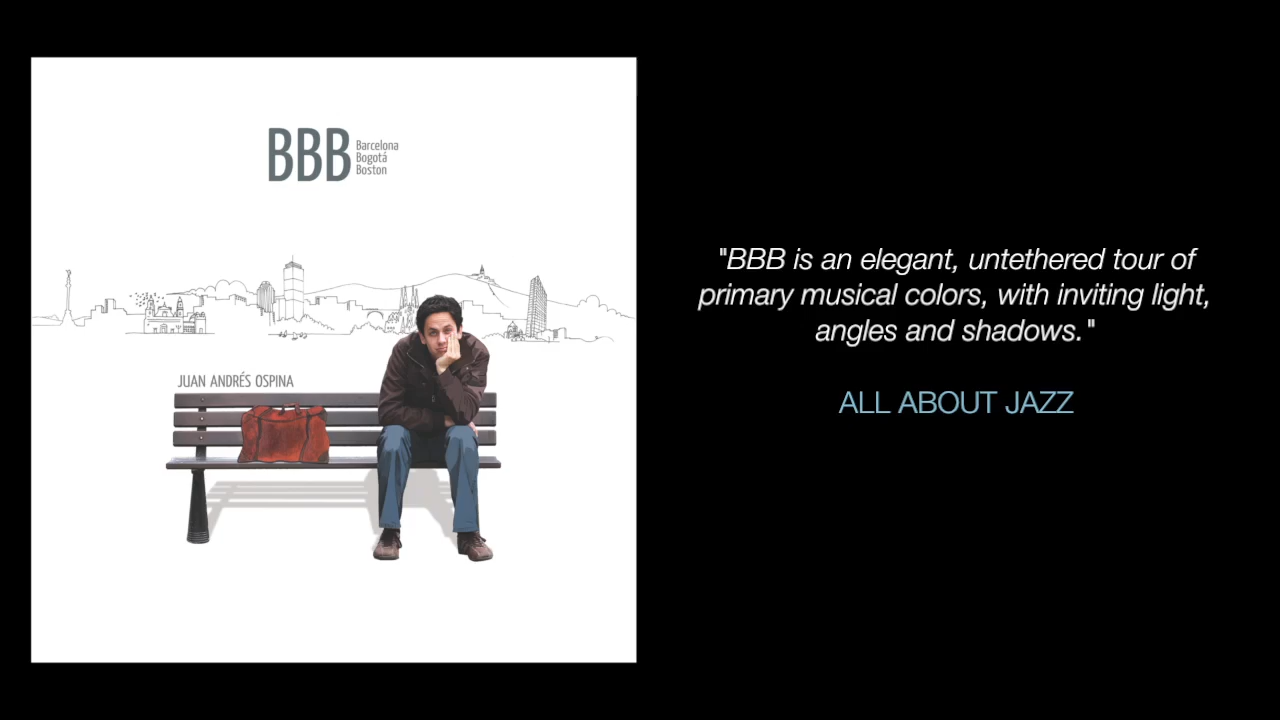 BBB
Barcelona
Bogotá
Boston
JUAN ANDRÉS OSPINA
"BBB is an elegant, untethered tour of
primary musical colors, with inviting light,
angles and shadows."
ALL ABOUT JAZZ